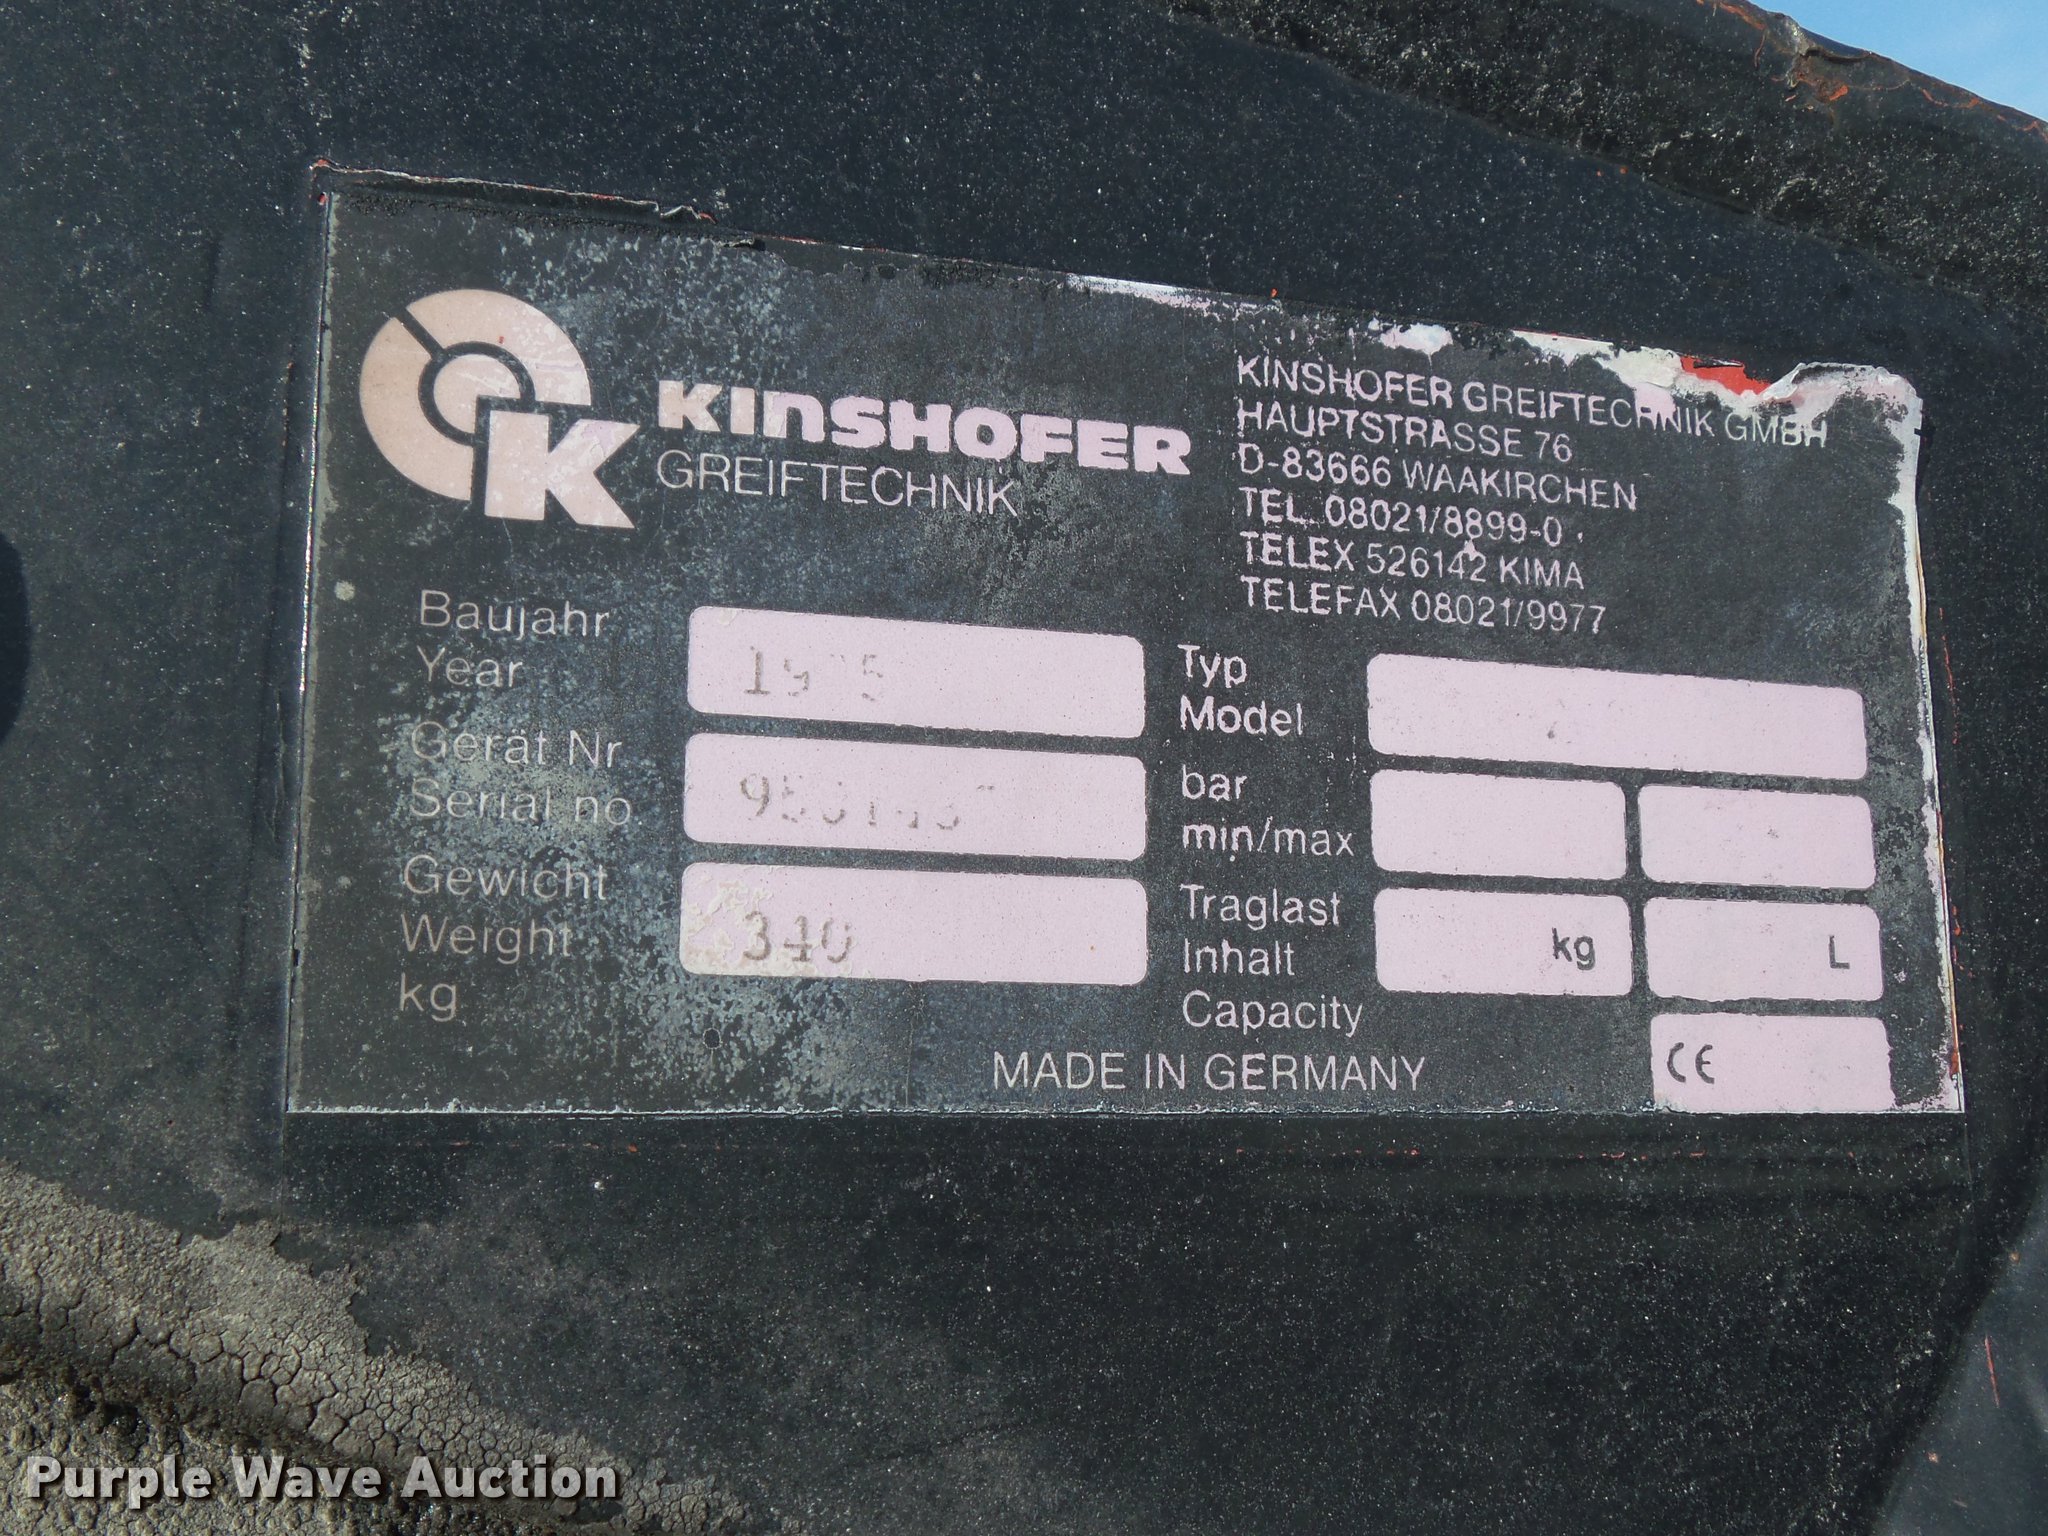 KINSHOFER
GREIFTECHNIK
KINSHOFER GREIFTECHNIK GMBH
HAUPTSTRASSE 76
D-83666 WAAKIRCHEN
TEL. 08021/8899-0
TELEX 526142 KIMA
TELEFAX 08021/9977
Baujahr
Year
Gerät Nr
Serial no
Gewicht
Weight
kg
340
Typ
Model
bar
min/max
Traglast
Inhalt
Capacity
kg
L
MADE IN GERMANY
CE
Purple Wave Auction